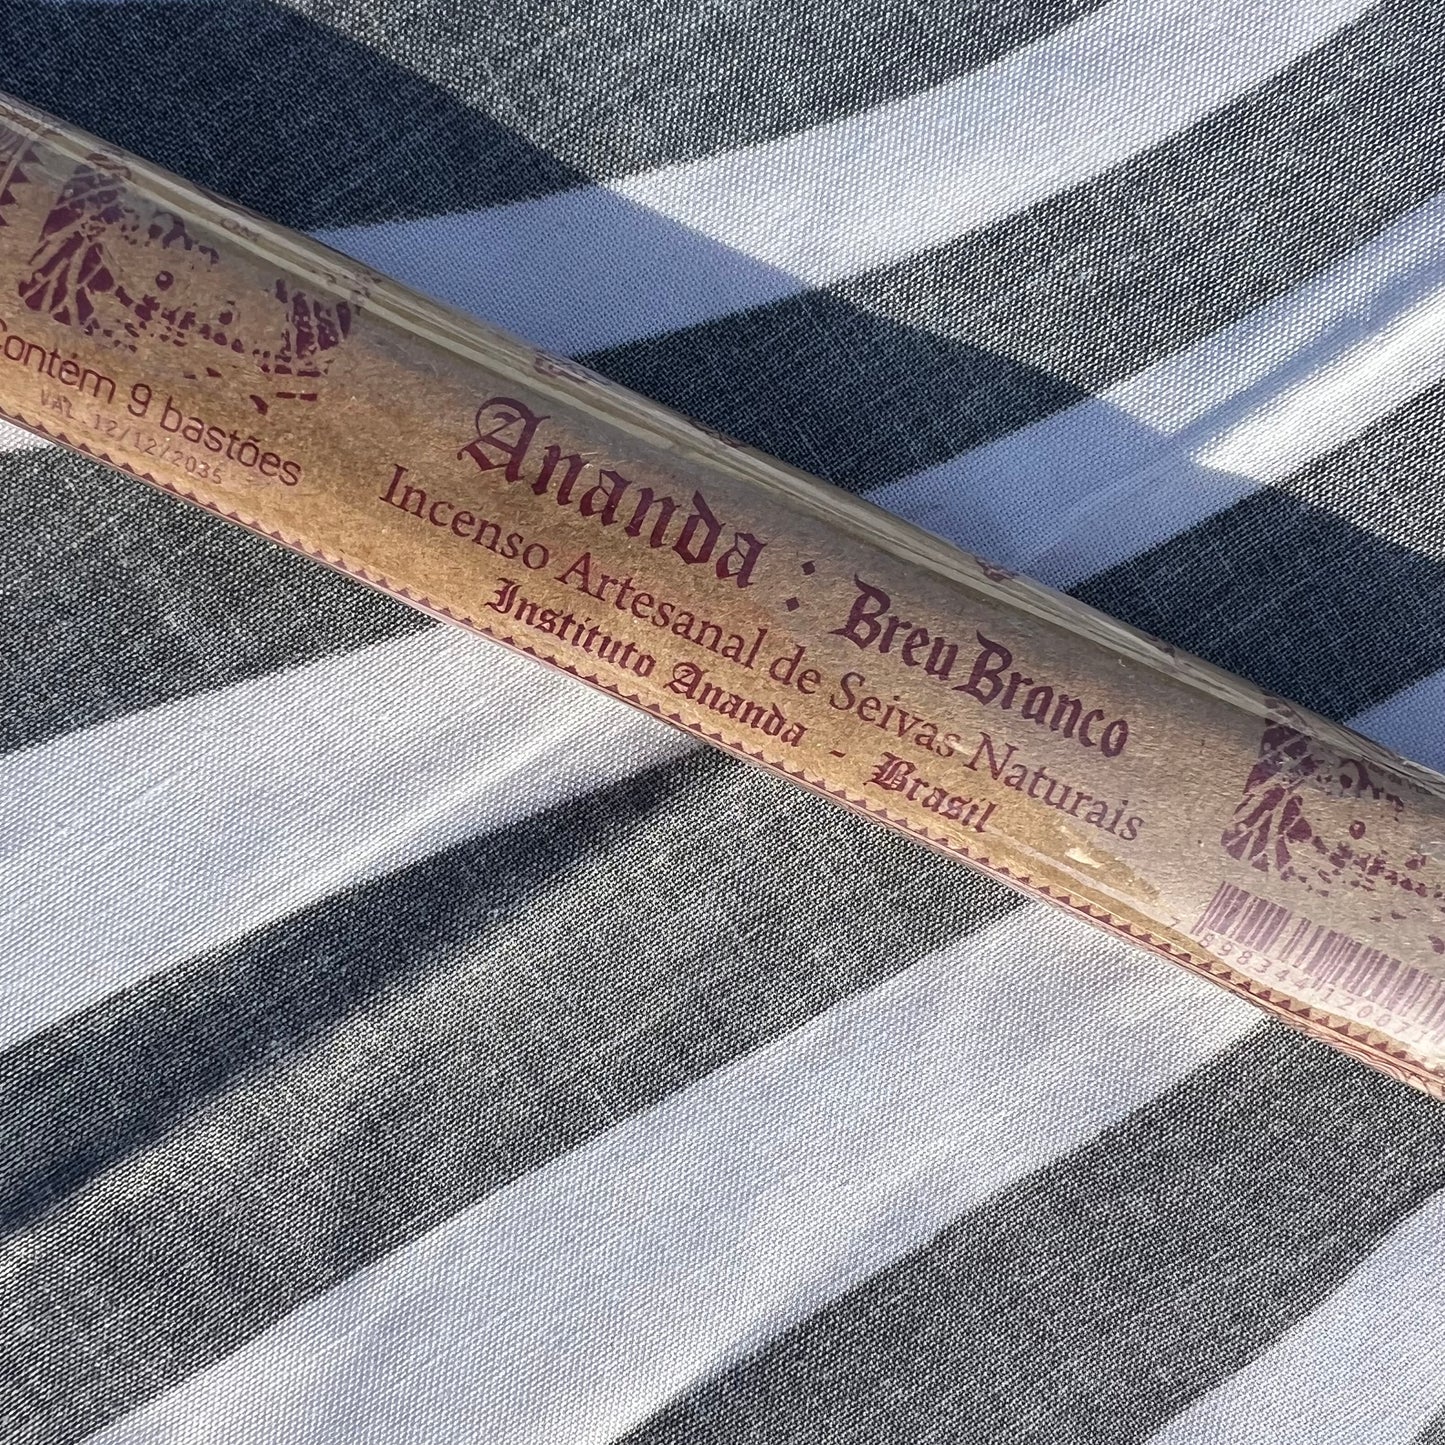 Contém 9 bastões
VAL 12/12/2035
Ananda : Breu Branco
Incenso Artesanal de Seivas Naturais
Instituto Ananda - Brasil